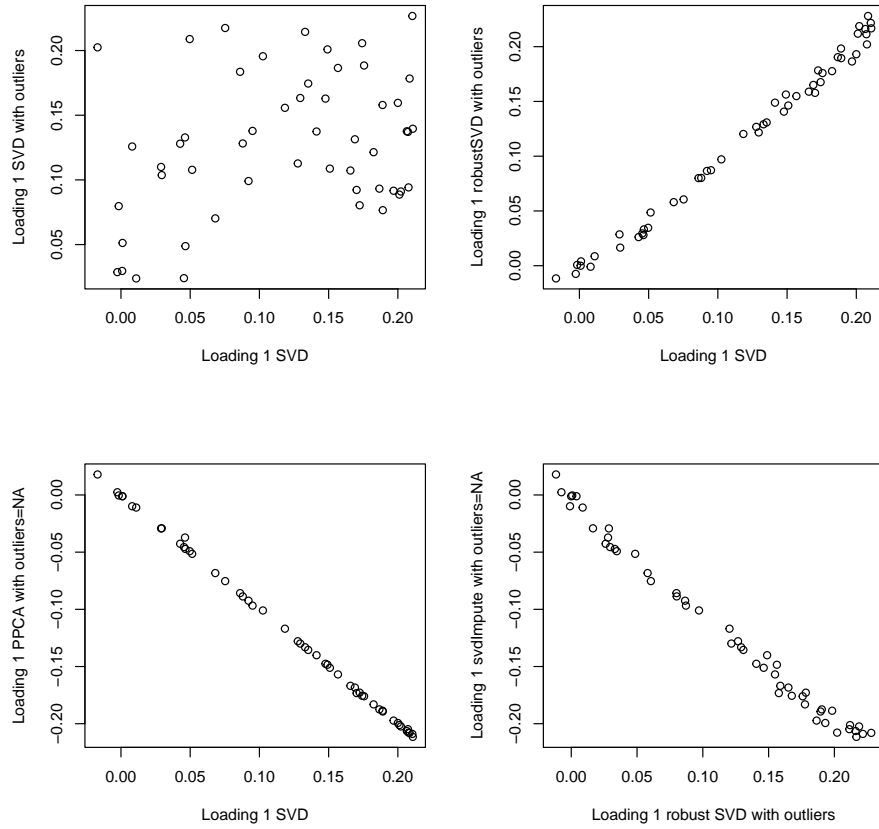 Loading 1 SVD with outliers
0.05 0.10 0.15 0.20
0.00 0.05 0.10 0.15 0.20
Loading 1 SVD
Loading 1 robustSVD with outliers
0.00 0.05 0.10 0.15 0.20
0.00 0.05 0.10 0.15 0.20
Loading 1 SVD
Loading 1 PPCA with outliers=NA
−0.20 −0.15 −0.10 −0.05 0.00
0.00 0.05 0.10 0.15 0.20
Loading 1 SVD
Loading 1 svdImpute with outliers=NA
−0.20 −0.15 −0.10 −0.05 0.00
0.00 0.05 0.10 0.15 0.20
Loading 1 robust SVD with outliers